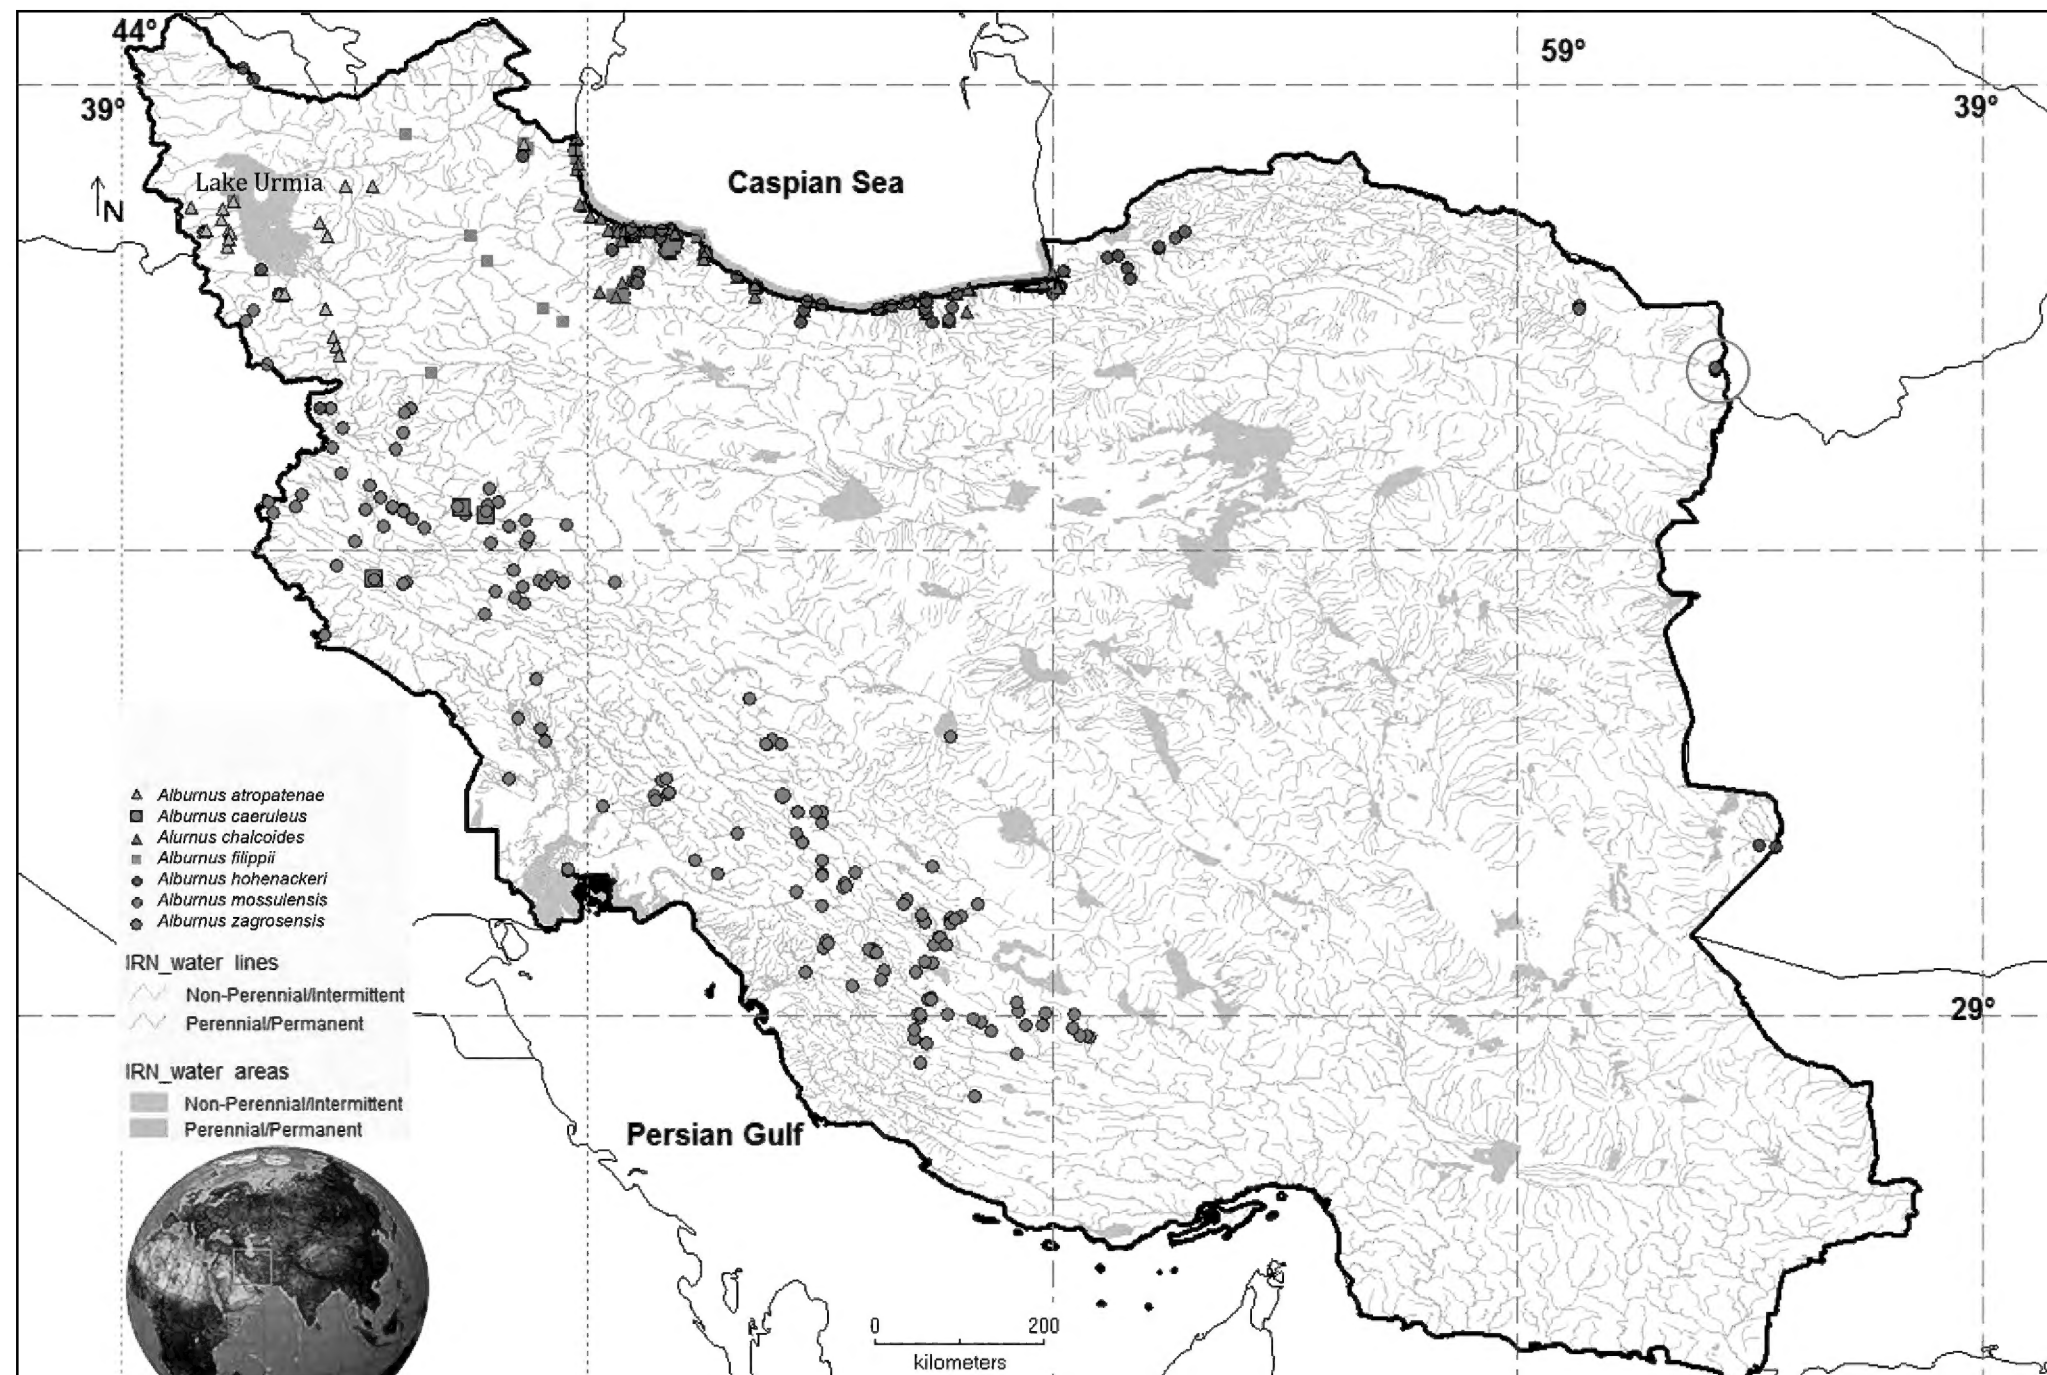 44°
59°
39°
39°
Caspian Sea
Lake Urmia
N
Alburnus atropatenae
Alburnus caeruleus
Alurnus chalcoides
Alburnus filippii
Alburnus hohenackeri
Alburnus mossulensis
Alburnus zagrosensis
IRN_water lines
Non-Perennial/Intermittent
Perennial/Permanent
29°
IRN_water areas
Non-Perennial/Intermittent
Perennial/Permanent
Persian Gulf
0 200
kilometers